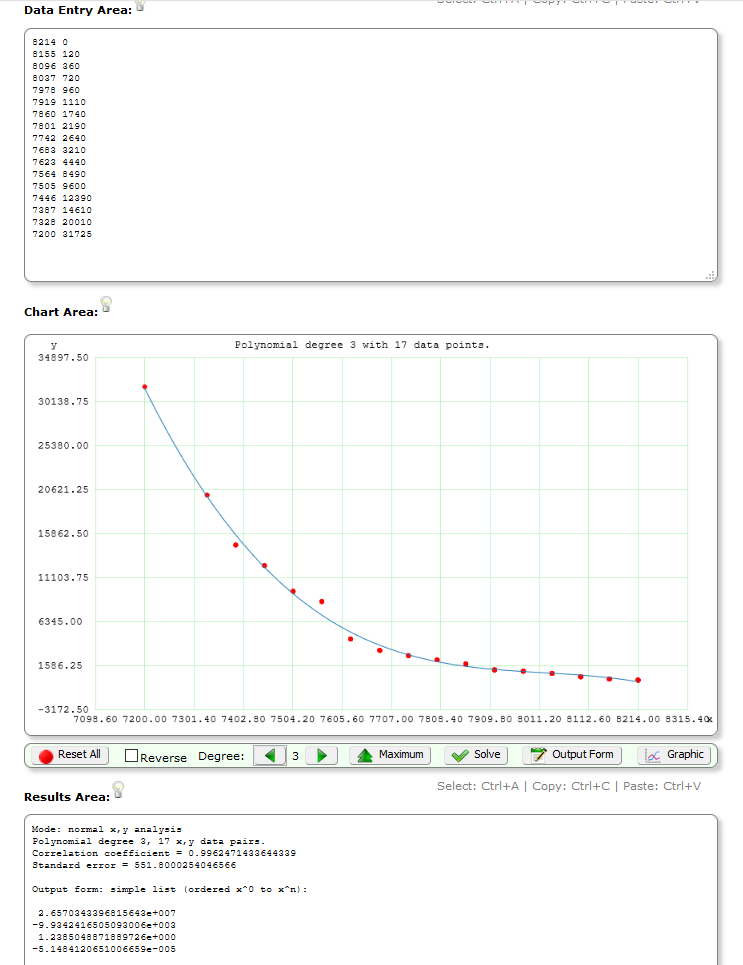 Data Entry Area:
Select: Ctrl+A | Copy: Ctrl+C | Paste: Ctrl+V
8214 0
8155 120
8096 360
8037 720
7978 960
7919 1110
7860 1740
7801 2190
7742 2640
7683 3210
7623 4440
7564 8490
7505 9600
7446 12390
7387 14610
7328 20010
7200 31725
Chart Area:
y
Polynomial degree 3 with 17 data points.
34897.50
30138.75
25380.00
20621.25
15862.50
11103.75
6345.00
1586.25
-3172.50
7098.60 7200.00 7301.40 7402.80 7504.20 7605.60 7707.00 7808.40 7909.80 8011.20 8112.60 8214.00 8315.40 x
Reset All Reverse Degree: 3 Maximum Solve Output Form Graphic
Select: Ctrl+A | Copy: Ctrl+C | Paste: Ctrl+V
Results Area:
Mode: normal x,y analysis
Polynomial degree 3, 17 x,y data pairs.
Correlation coefficient = 0.9962471433644339
Standard error = 551.8000254046566
Output form: simple list (ordered x^0 to x^n):
2.6570343396815643e+007
-9.9342416505093006e+003
1.2385048871889726e+000
-5.1484120651006659e-005